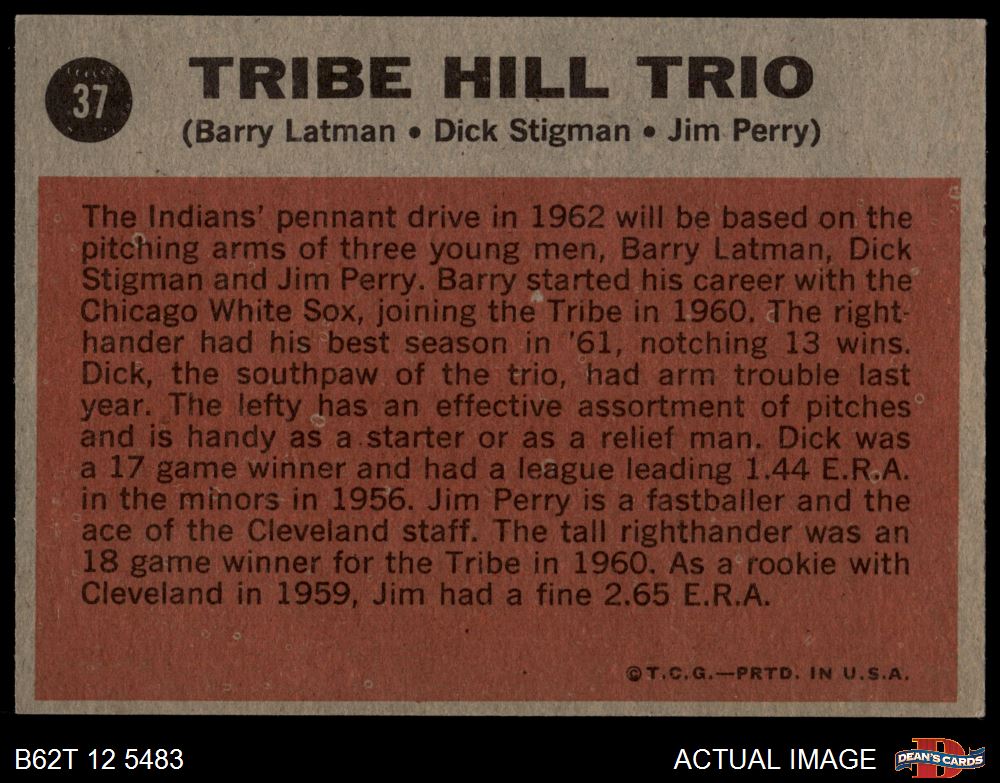 37
TRIBE HILL TRIO
(Barry Latman • Dick Stigman • Jim Perry)
The Indians' pennant drive in 1962 will be based on the
pitching arms of three young men, Barry Latman, Dick
Stigman and Jim Perry. Barry started his career with the
Chicago White Sox, joining the Tribe in 1960. The right-
hander had his best season in '61, notching 13 wins.
Dick, the southpaw of the trio, had arm trouble last
year. The lefty has an effective assortment of pitches
and is handy as a starter or as a relief man. Dick was
a 17 game winner and had a league leading 1.44 E.R.A.
in the minors in 1956. Jim Perry is a fastballer and the
ace of the Cleveland staff. The tall righthander was an
18 game winner for the Tribe in 1960. As a rookie with
Cleveland in 1959, Jim had a fine 2.65 E.R.A.
©T.C.G.—PRTD. IN U.S.A.
B62T 12 5483
ACTUAL IMAGE
DEAN'S CARDS